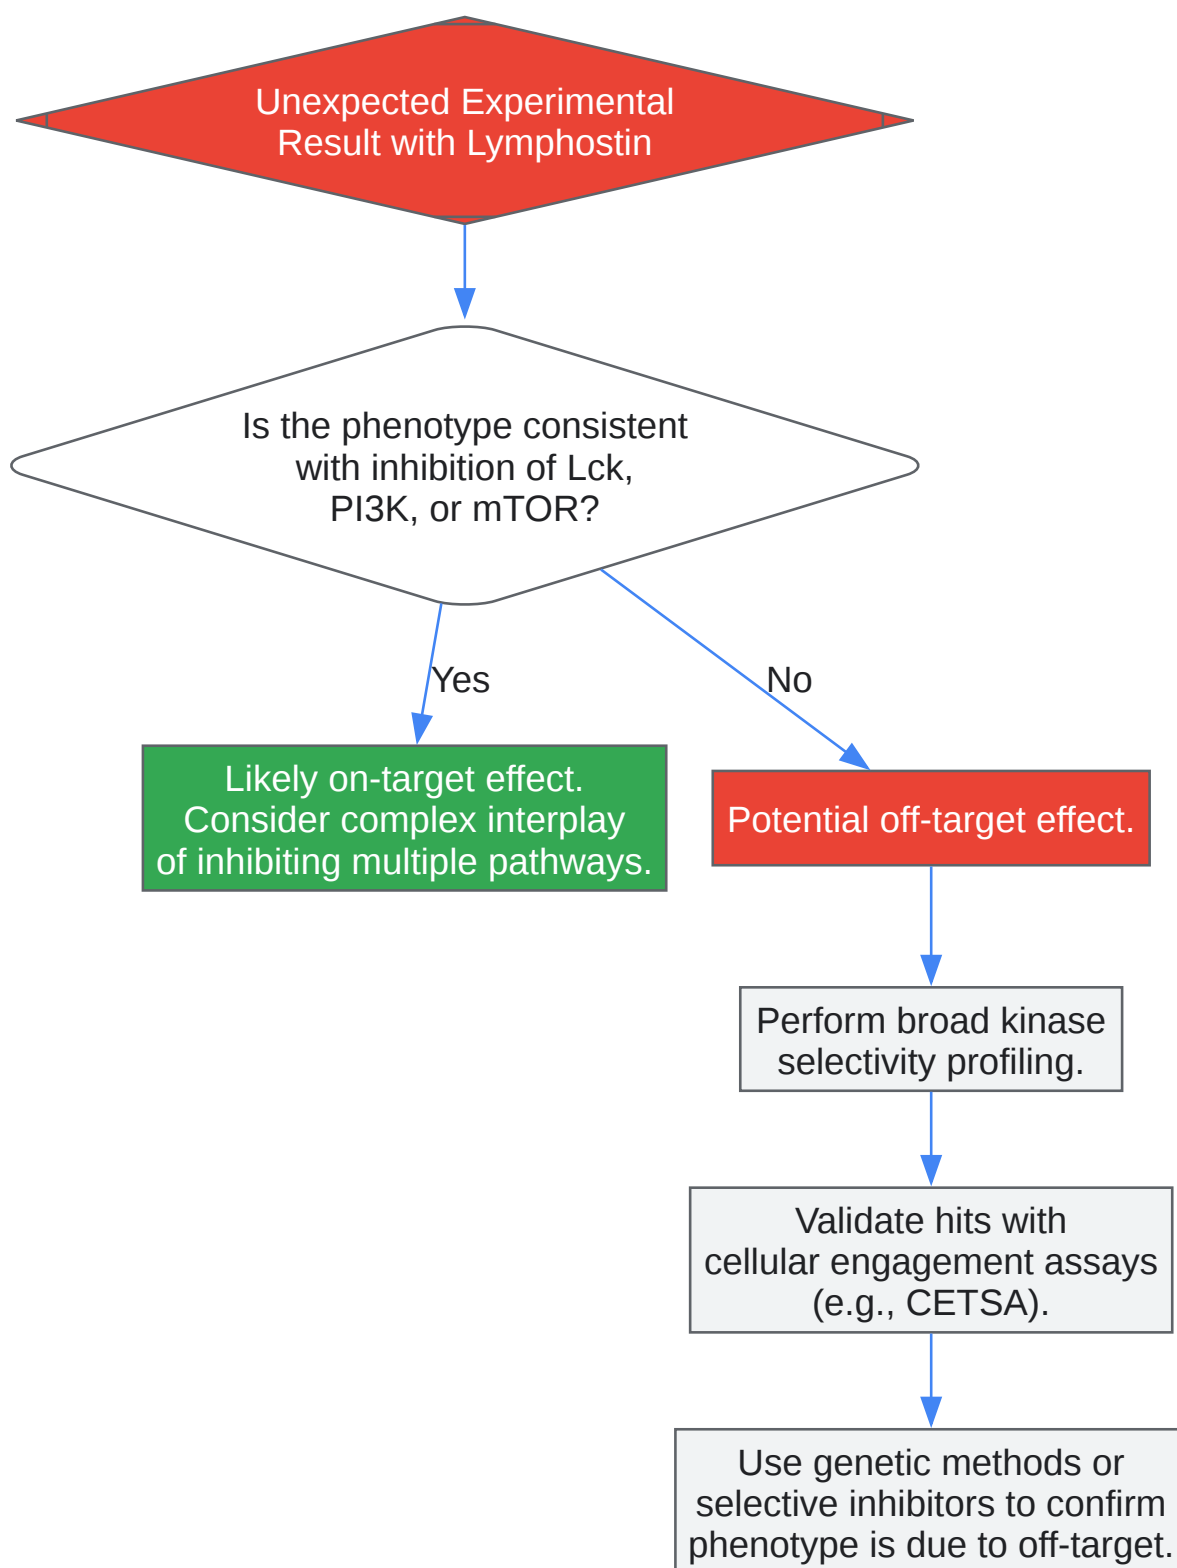 Unexpected Experimental
Result with Lymphostin
Is the phenotype consistent
with inhibition of Lck,
PI3K, or mTOR?
Yes
No
Likely on-target effect.
Consider complex interplay
of inhibiting multiple pathways.
Potential off-target effect.
Perform broad kinase
selectivity profiling.
Validate hits with
cellular engagement assays
(e.g., CETSA).
Use genetic methods or
selective inhibitors to confirm
phenotype is due to off-target.